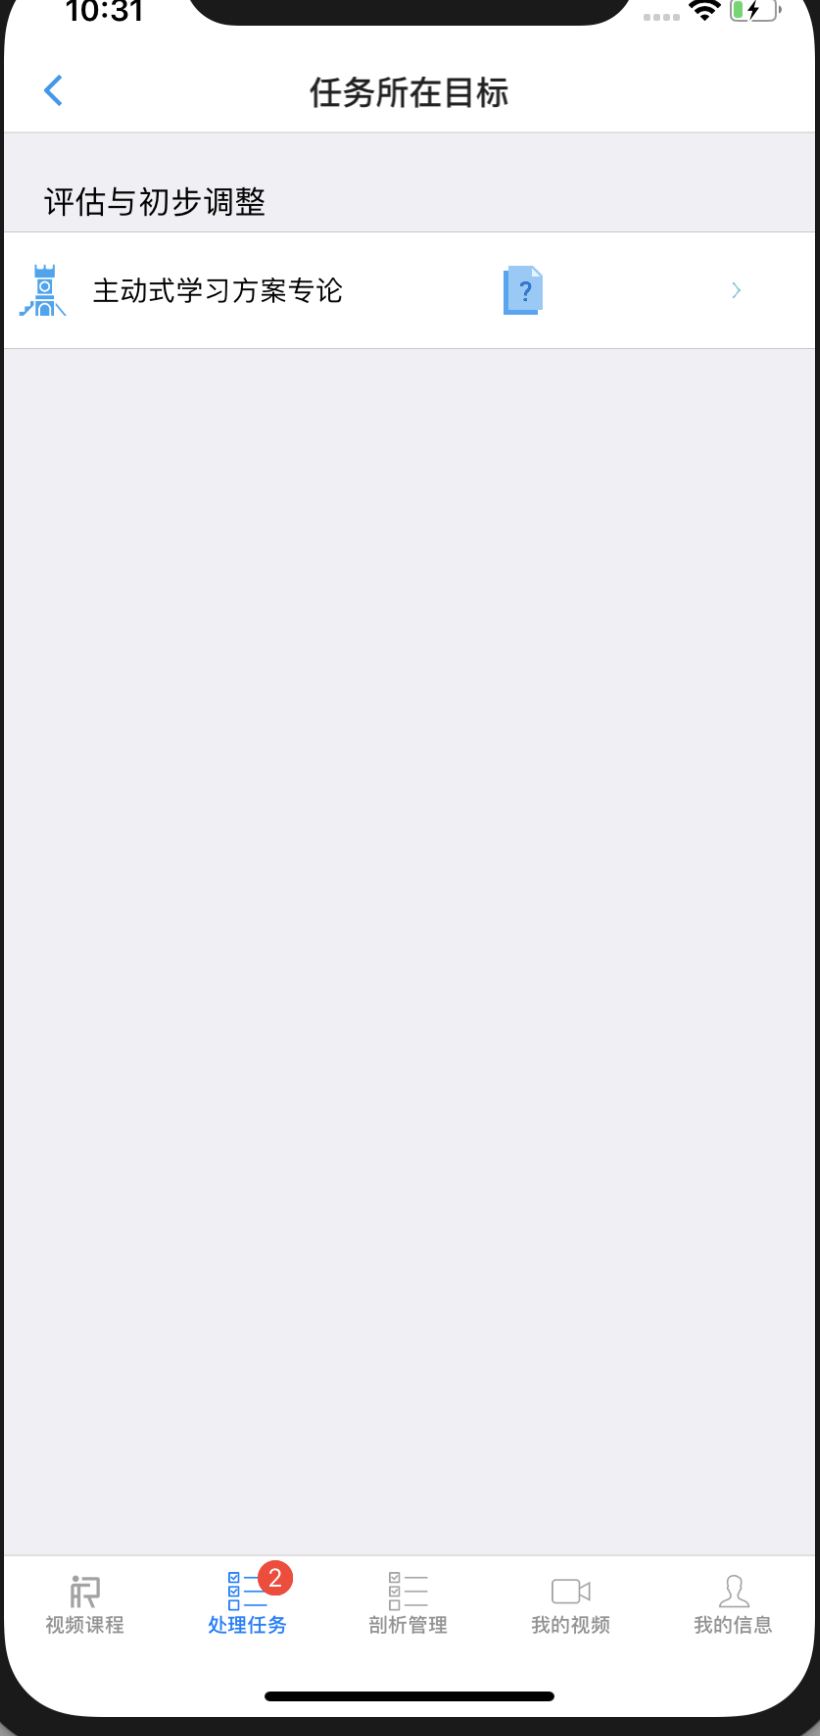 10:31
任务所在目标
评估与初步调整
主动式学习方案专论
?
2
视频课程
处理任务
剖析管理
我的视频
我的信息